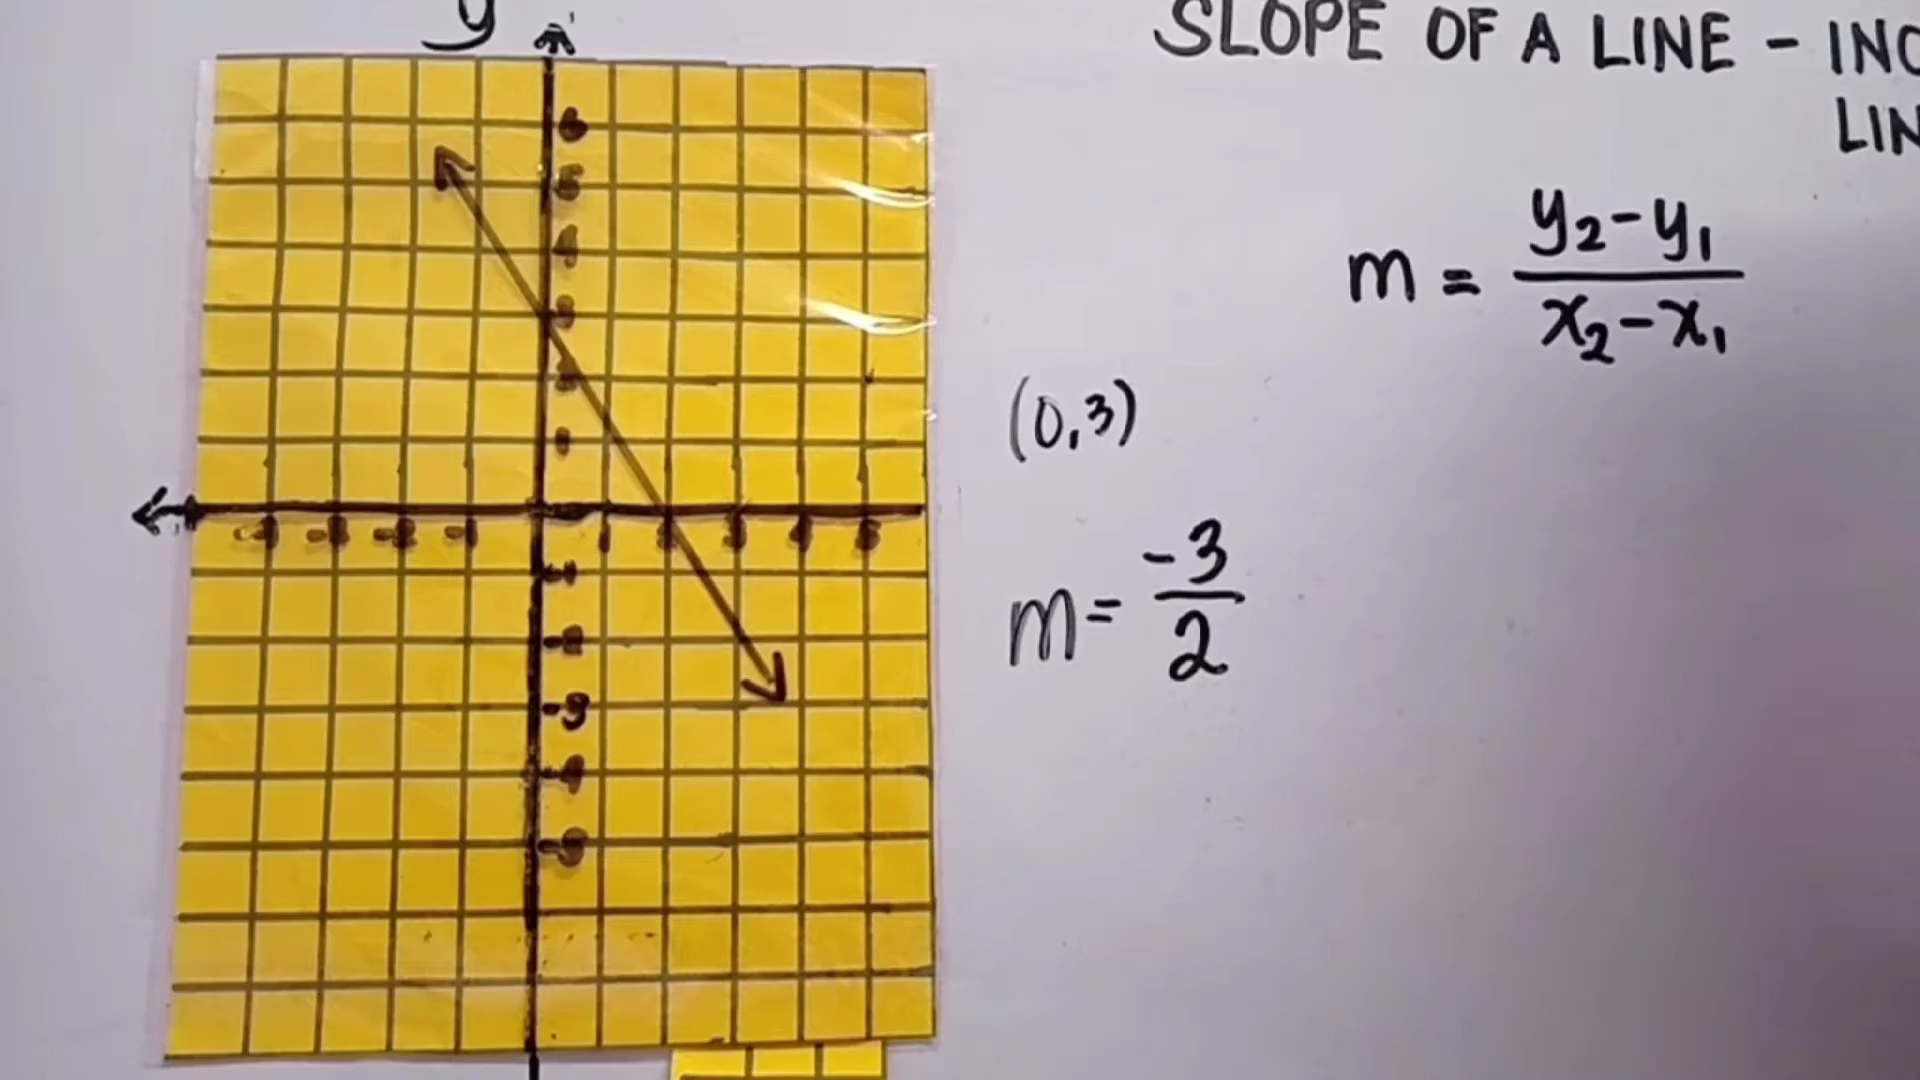 y
SLOPE OF A LINE - INC
LIN
m = y₂-y₁ / x₂-x₁
(0,3)
m = -3/2
6
5
4
3
2
1
-4 -3 -2 -1 0 1 2 3 4 5
-1
-2
-3
-4
-5